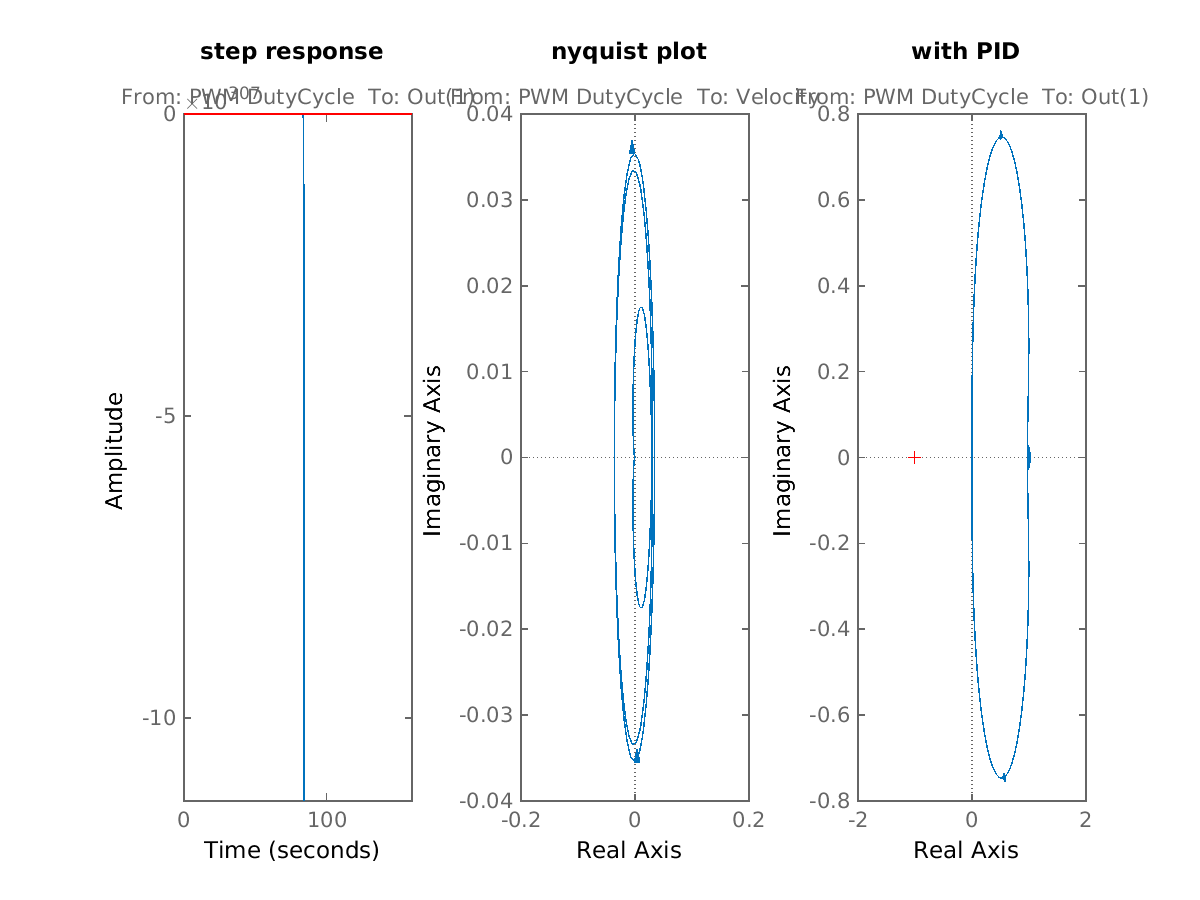 step response
nyquist plot
with PID
From: PWM DutyCycle To: Out(1)
From: PWM DutyCycle To: Velocity
From: PWM DutyCycle To: Out(1)
×10^307
0
-5
-10
0
100
Amplitude
Time (seconds)
0.04
0.03
0.02
0.01
0
-0.01
-0.02
-0.03
-0.04
-0.2
0
0.2
Imaginary Axis
Real Axis
0.8
0.6
0.4
0.2
0
-0.2
-0.4
-0.6
-0.8
-2
0
2
Imaginary Axis
Real Axis